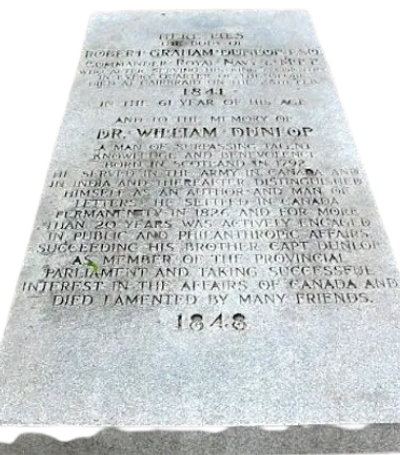 HERE LIES
THE BODY OF
ROBERT GRAHAM DUNLOP ESQ
COMMANDER ROYAL NAVY M.P.P.
WHO AFTER SERVING HIS KING
1841
IN THE 61 YEAR OF HIS AGE
AND TO THE MEMORY OF
DR. WILLIAM DUNLOP
A MAN OF SURPASSING TALENT
KNOWLEDGE AND BENEVOLENCE
BORN IN SCOTLAND IN 1792
HE SERVED IN THE ARMY IN CANADA AND
IN INDIA AND THEREAFTER DISTINGUISHED
HIMSELF AS AN AUTHOR AND MAN OF
LETTERS. HE SETTLED IN CANADA
PERMANENTLY IN 1826 AND FOR MORE
THAN 20 YEARS WAS ACTIVELY ENGAGED
PUBLIC AND PHILANTHROPIC AFFAIRS
SUCCEEDING HIS BROTHER CAPT. DUNLOP
AS MEMBER OF THE PROVINCIAL
PARLIAMENT AND TAKING SUCCESSFUL
INTEREST IN THE AFFAIRS OF CANADA AND
DIED LAMENTED BY MANY FRIENDS.
1848